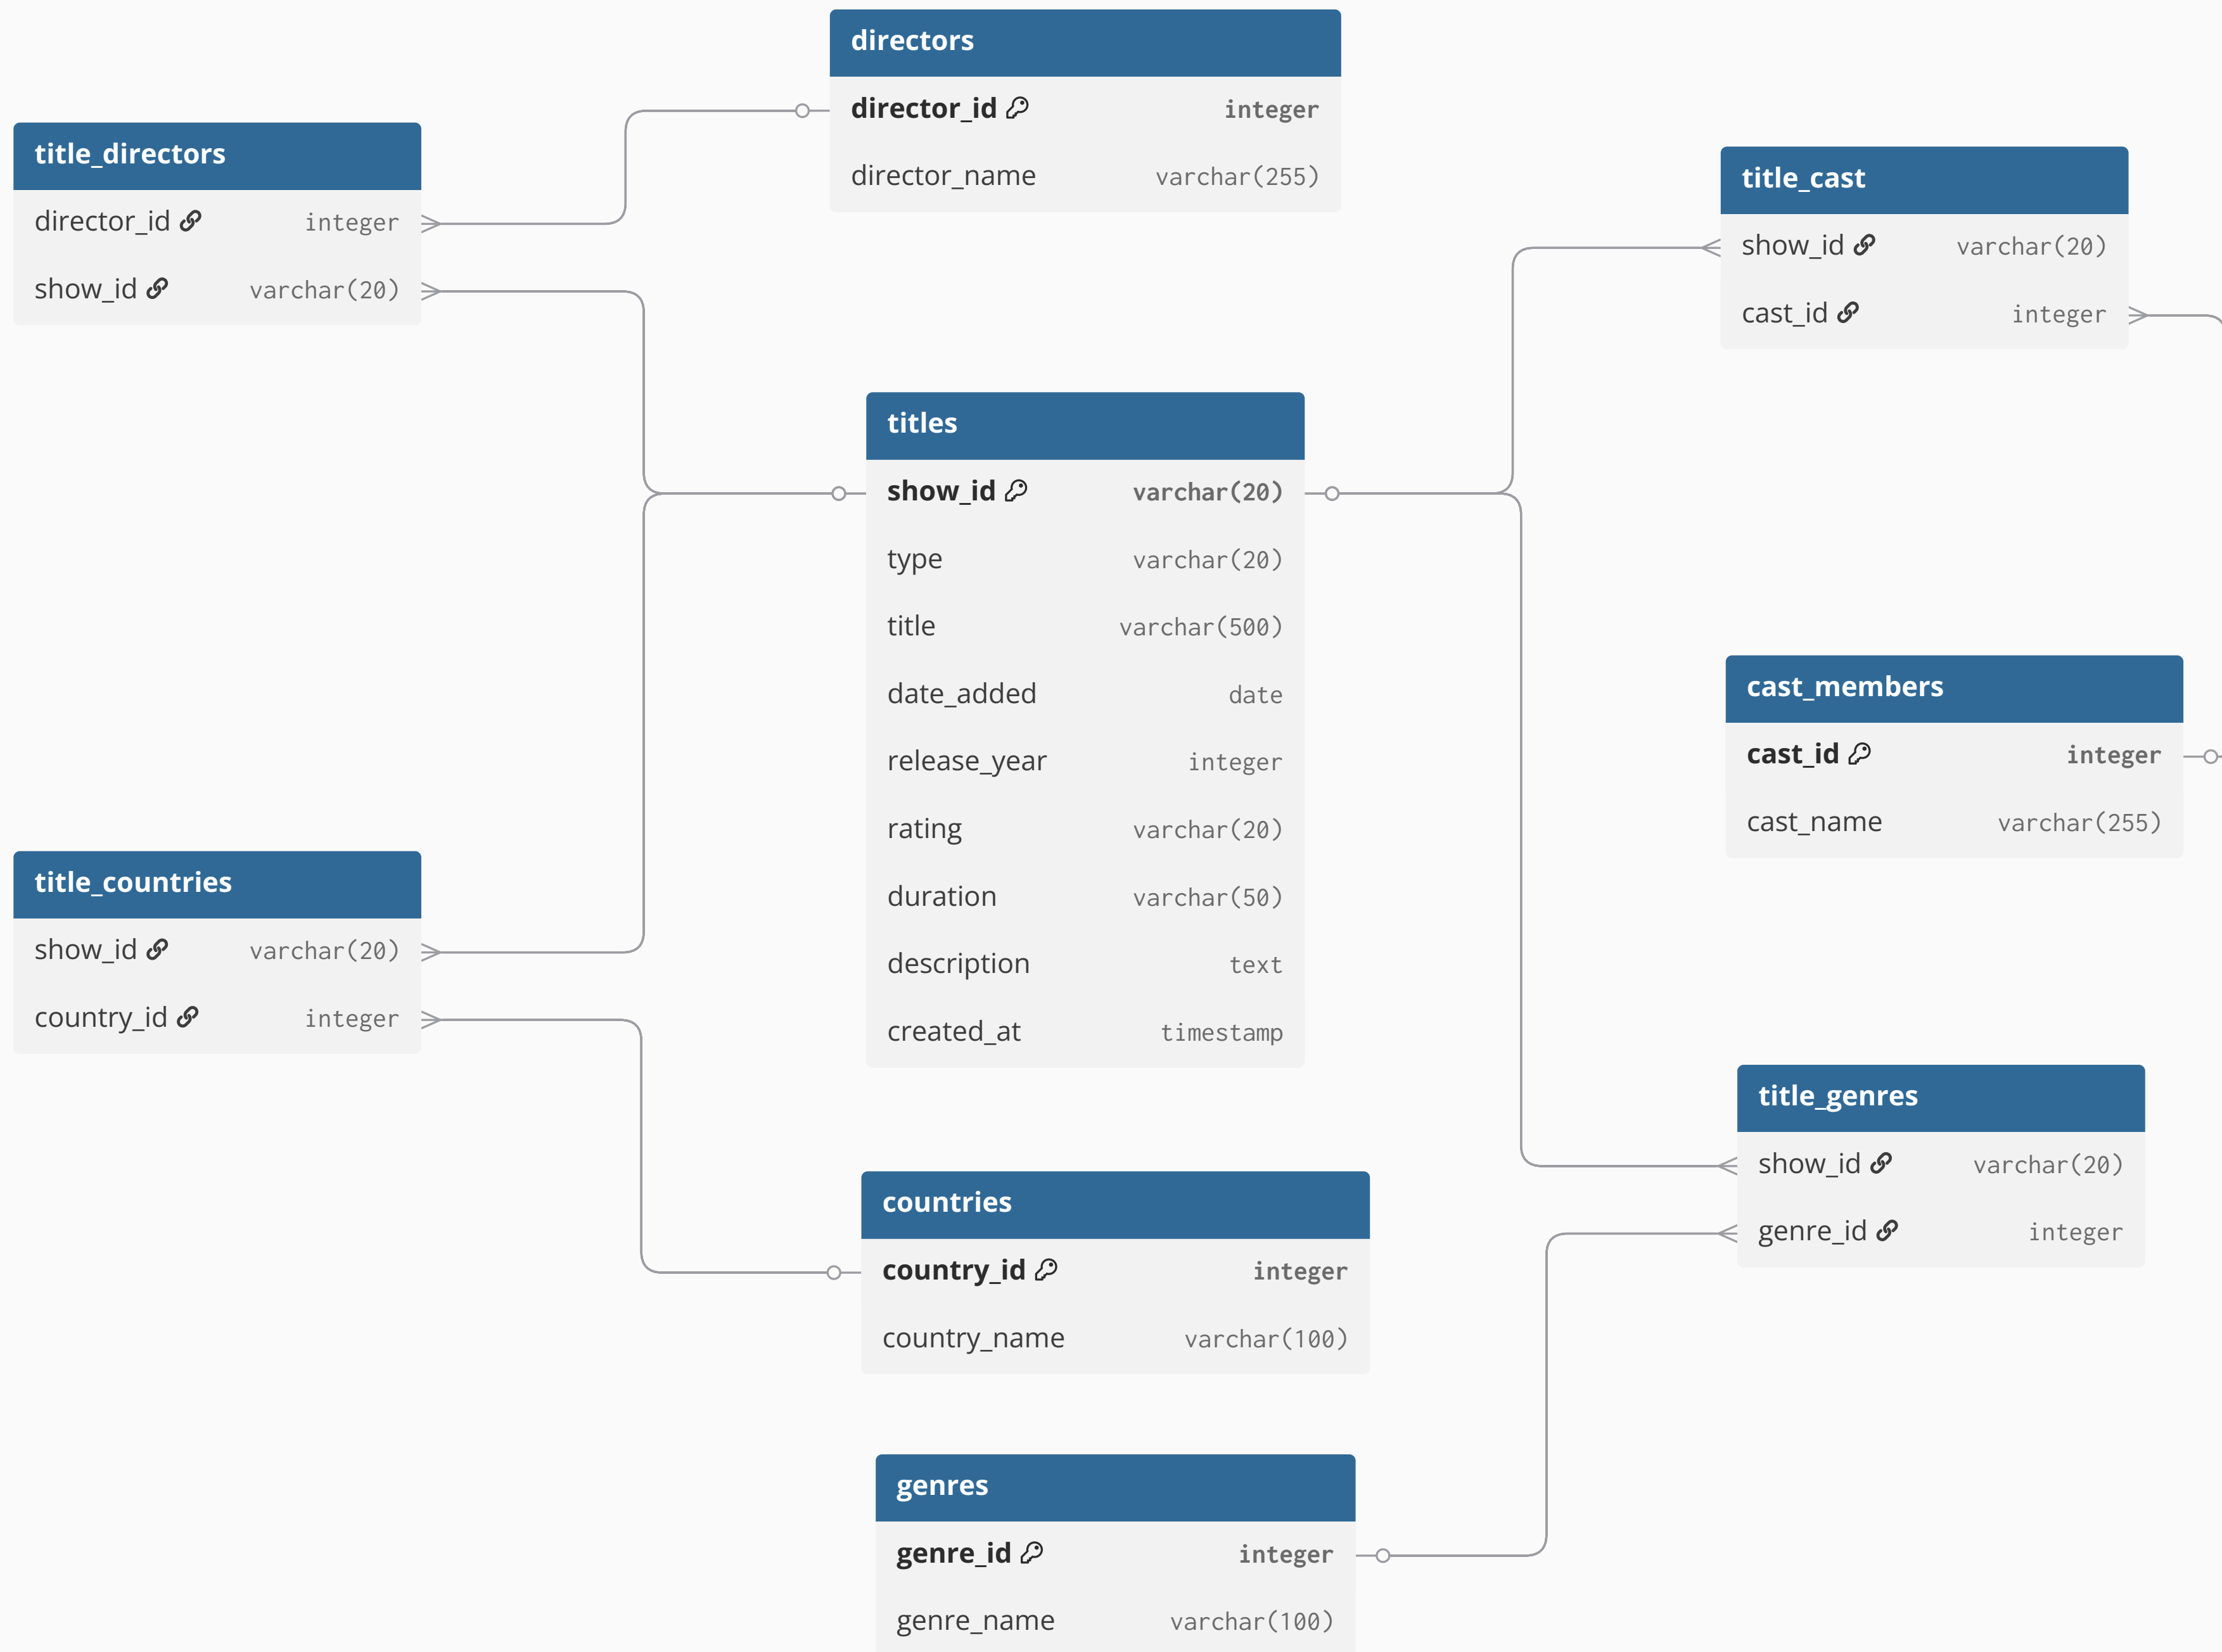 directors
director_id integer
director_name varchar(255)
title_directors
director_id integer
show_id varchar(20)
title_cast
show_id varchar(20)
cast_id integer
titles
show_id varchar(20)
type varchar(20)
title varchar(500)
date_added date
release_year integer
rating varchar(20)
duration varchar(50)
description text
created_at timestamp
cast_members
cast_id integer
cast_name varchar(255)
title_countries
show_id varchar(20)
country_id integer
title_genres
show_id varchar(20)
genre_id integer
countries
country_id integer
country_name varchar(100)
genres
genre_id integer
genre_name varchar(100)